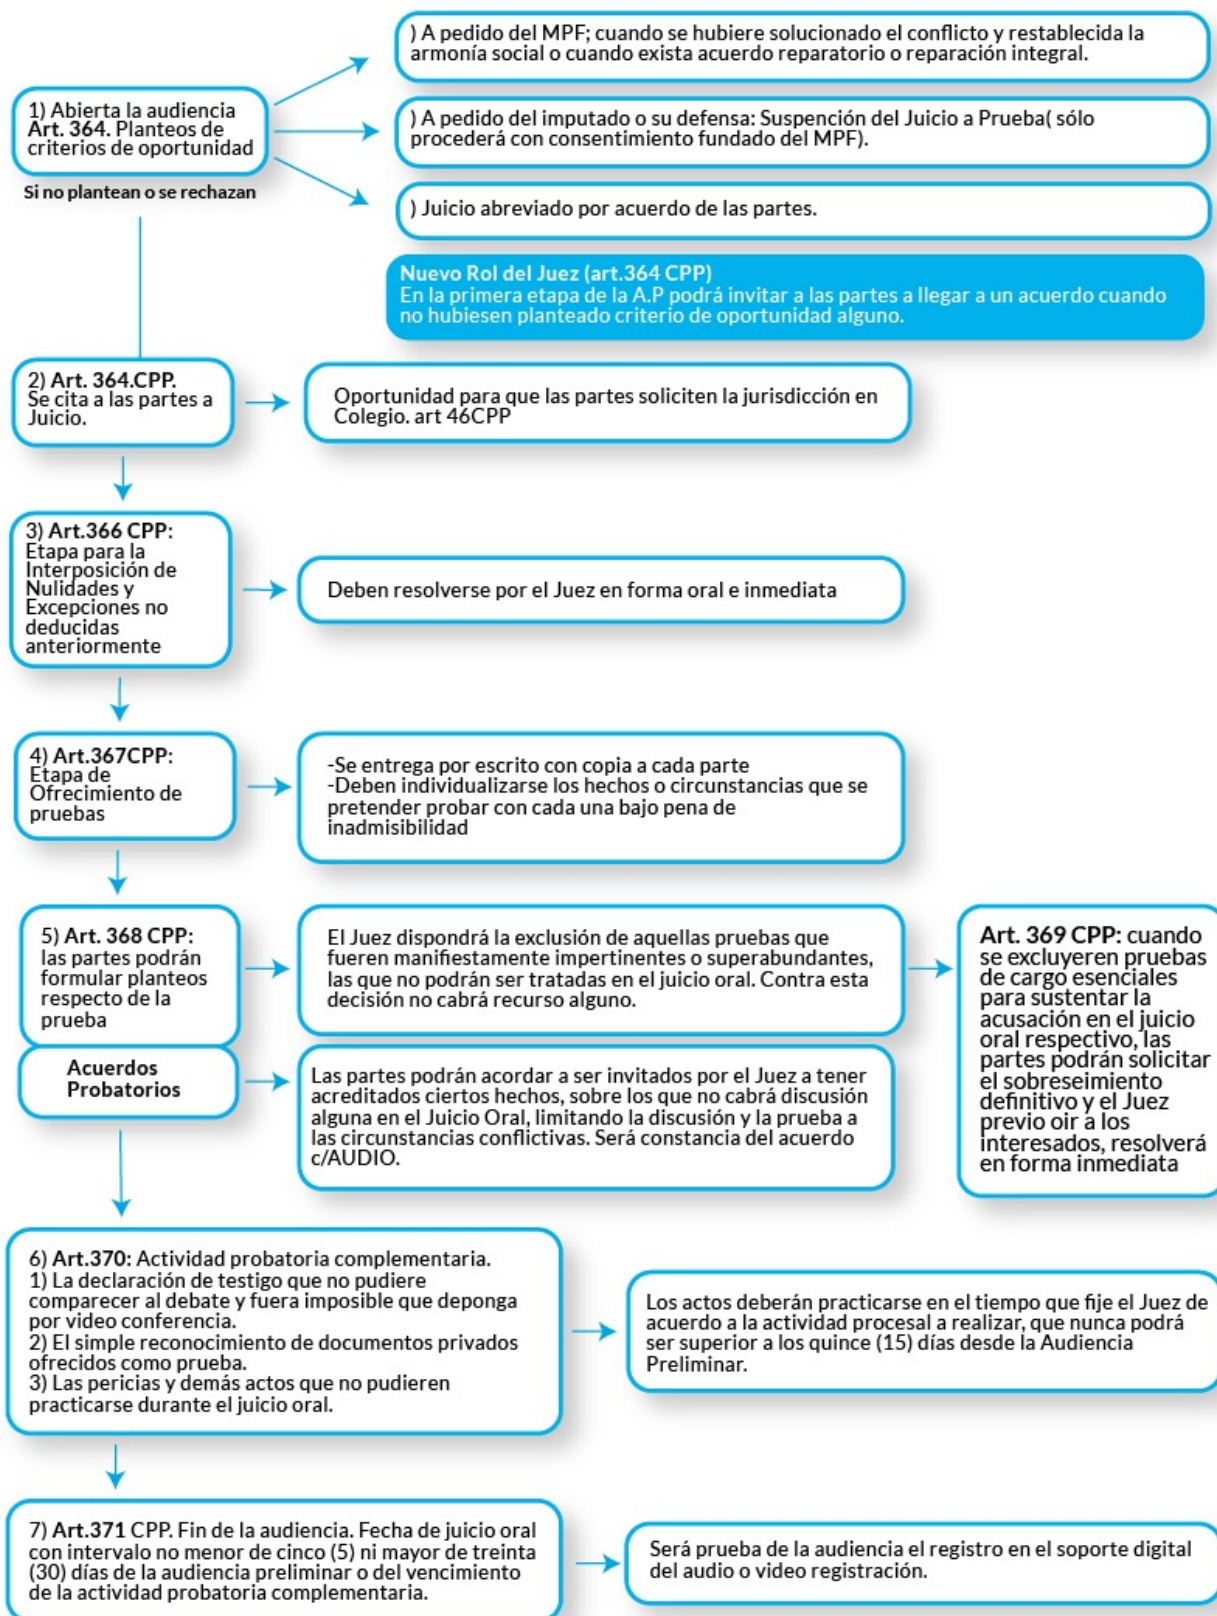 ) A pedido del MPF; cuando se hubiere solucionado el conflicto y restablecida la
armonía social o cuando exista acuerdo reparatorio o reparación integral.
1) Abierta la audiencia
Art. 364. Planteos de
criterios de oportunidad
) A pedido del imputado o su defensa: Suspención del Juicio a Prueba( sólo
procederá con consentimiento fundado del MPF).
Si no plantean o se rechazan
) Juicio abreviado por acuerdo de las partes.
Nuevo Rol del Juez (art.364 CPP)
En la primera etapa de la A.P podrá invitar a las partes a llegar a un acuerdo cuando
no hubiesen planteado criterio de oportunidad alguno.
2) Art. 364.CPP.
Se cita a las partes a
Juicio.
Oportunidad para que las partes soliciten la jurisdicción en
Colegio. art 46CPP
3) Art.366 CPP:
Etapa para la
Interposición de
Nulidades y
Excepciones no
deducidas
anteriormente
Deben resolverse por el Juez en forma oral e inmediata
4) Art.367CPP:
Etapa de
Ofrecimiento de
pruebas
-Se entrega por escrito con copia a cada parte
-Deben individualizarse los hechos o circunstancias que se
pretender probar con cada una bajo pena de
inadmisibilidad
5) Art. 368 CPP:
las partes podrán
formular planteos
respecto de la
prueba
El Juez dispondrá la exclusión de aquellas pruebas que
fueren manifiestamente impertinentes o superabundantes,
las que no podrán ser tratadas en el juicio oral. Contra esta
decisión no cabrá recurso alguno.
Art. 369 CPP: cuando
se excluyeren pruebas
de cargo esenciales
para sustentar la
acusación en el juicio
oral respectivo, las
partes podrán solicitar
el sobreseimiento
definitivo y el Juez
previo oir a los
interesados, resolverá
en forma inmediata
Acuerdos
Probatorios
Las partes podrán acordar a ser invitados por el Juez a tener
acreditados ciertos hechos, sobre los que no cabrá discusión
alguna en el Juicio Oral, limitando la discusión y la prueba a
las circunstancias conflictivas. Será constancia del acuerdo
c/AUDIO.
6) Art.370: Actividad probatoria complementaria.
1) La declaración de testigo que no pudiere
comparecer al debate y fuera imposible que deponga
por video conferencia.
2) El simple reconocimiento de documentos privados
ofrecidos como prueba.
3) Las pericias y demás actos que no pudieren
practicarse durante el juicio oral.
Los actos deberán practicarse en el tiempo que fije el Juez de
acuerdo a la actividad procesal a realizar, que nunca podrá
ser superior a los quince (15) días desde la Audiencia
Preliminar.
7) Art.371 CPP. Fin de la audiencia. Fecha de juicio oral
con intervalo no menor de cinco (5) ni mayor de treinta
(30) días de la audiencia preliminar o del vencimiento
de la actividad probatoria complementaria.
Será prueba de la audiencia el registro en el soporte digital
del audio o video registración.